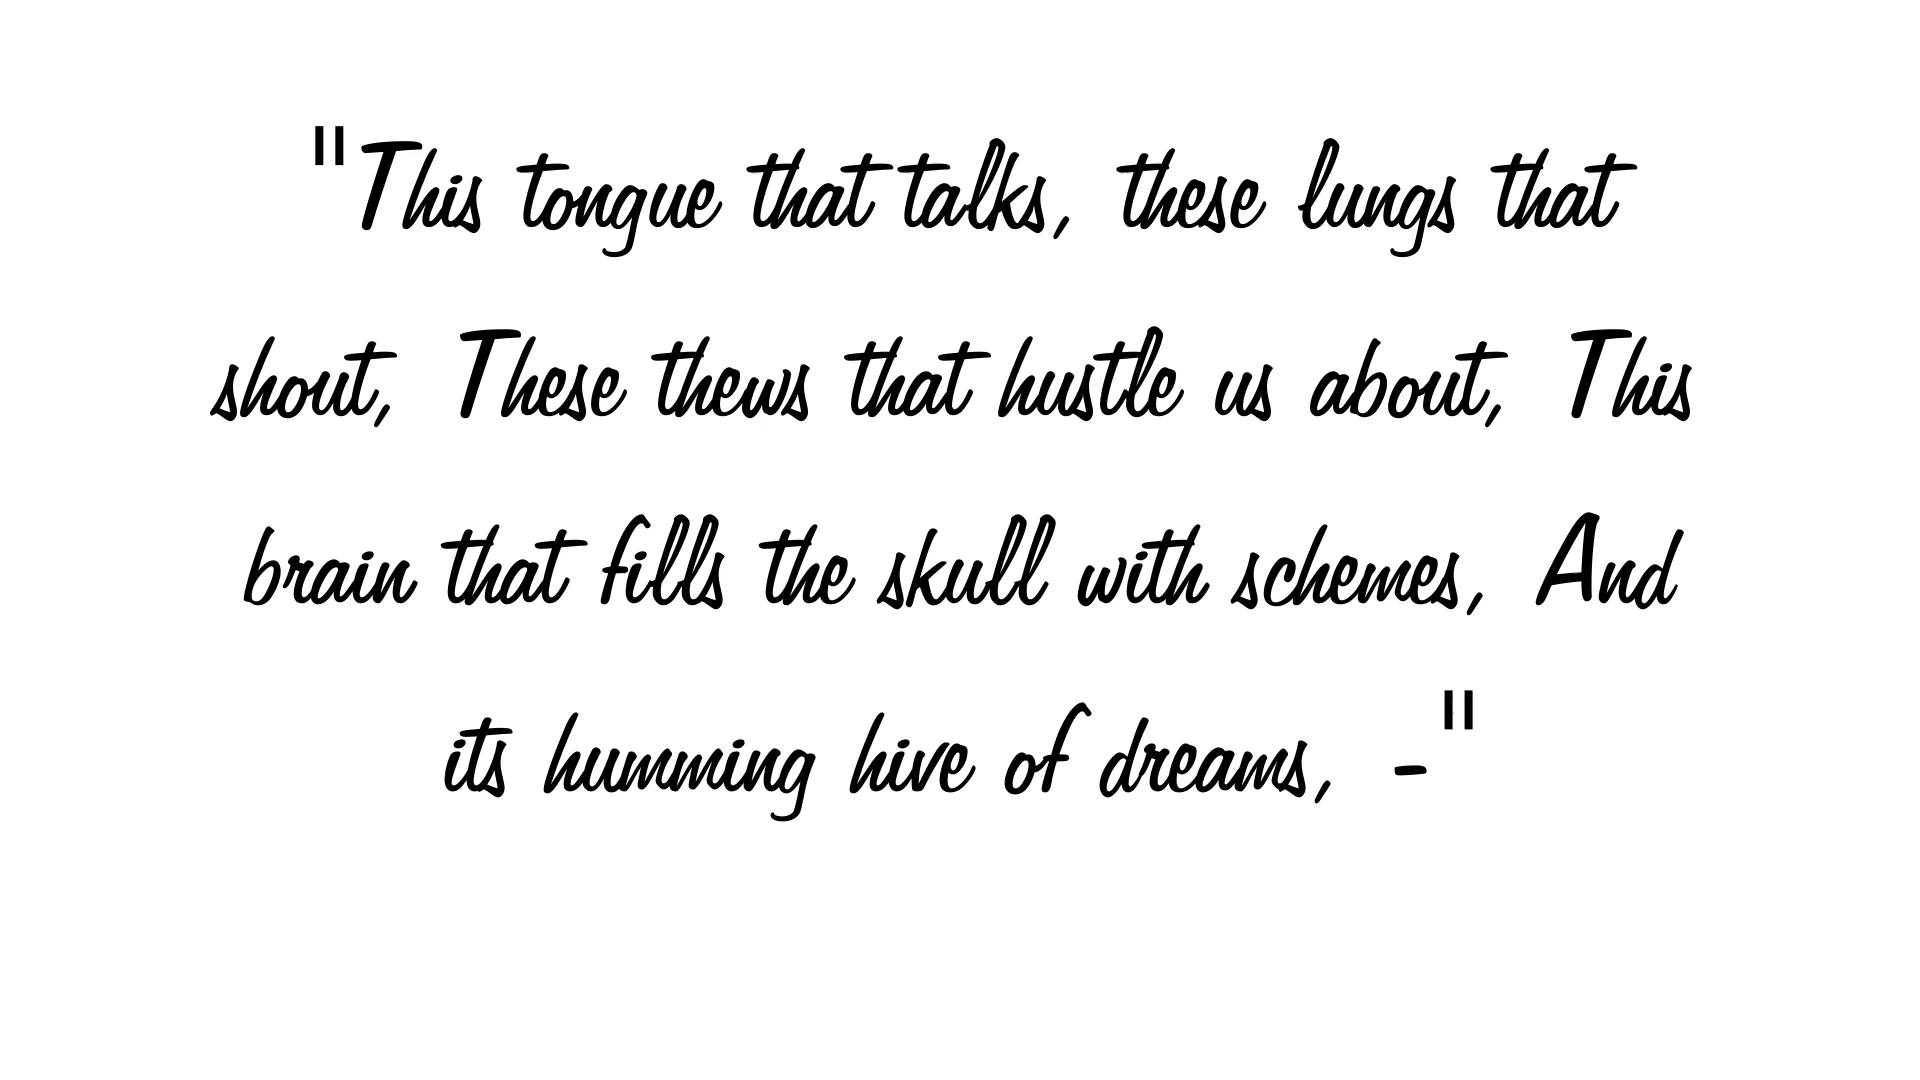 "This tongue that talks, these lungs that
shout, These thews that hustle us about, This
brain that fills the skull with schemes, And
its humming hive of dreams, -"